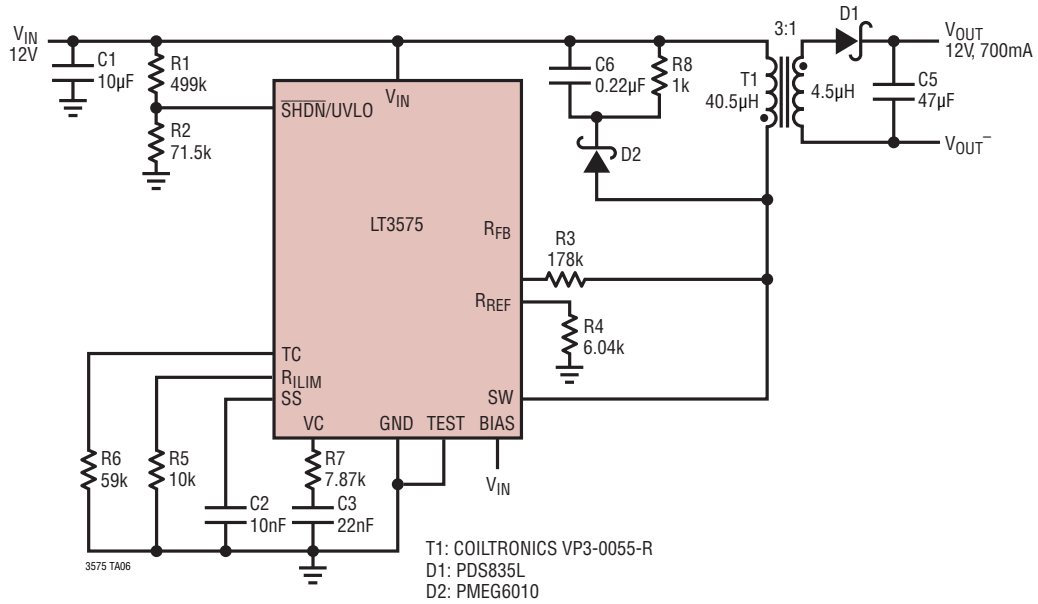 VIN
12V
C1
10µF
R1
499k
R2
71.5k
SHDN/UVLO
VIN
C6
0.22µF
R8
1k
D2
T1
40.5µH
3:1
4.5µH
D1
VOUT
12V, 700mA
C5
47µF
VOUT–
LT3575
RFB
R3
178k
RREF
R4
6.04k
TC
RILIM
SS
SW
VC
GND
TEST
BIAS
VIN
R6
59k
R5
10k
R7
7.87k
C2
10nF
C3
22nF
3575 TA06
T1: COILTRONICS VP3-0055-R
D1: PDS835L
D2: PMEG6010